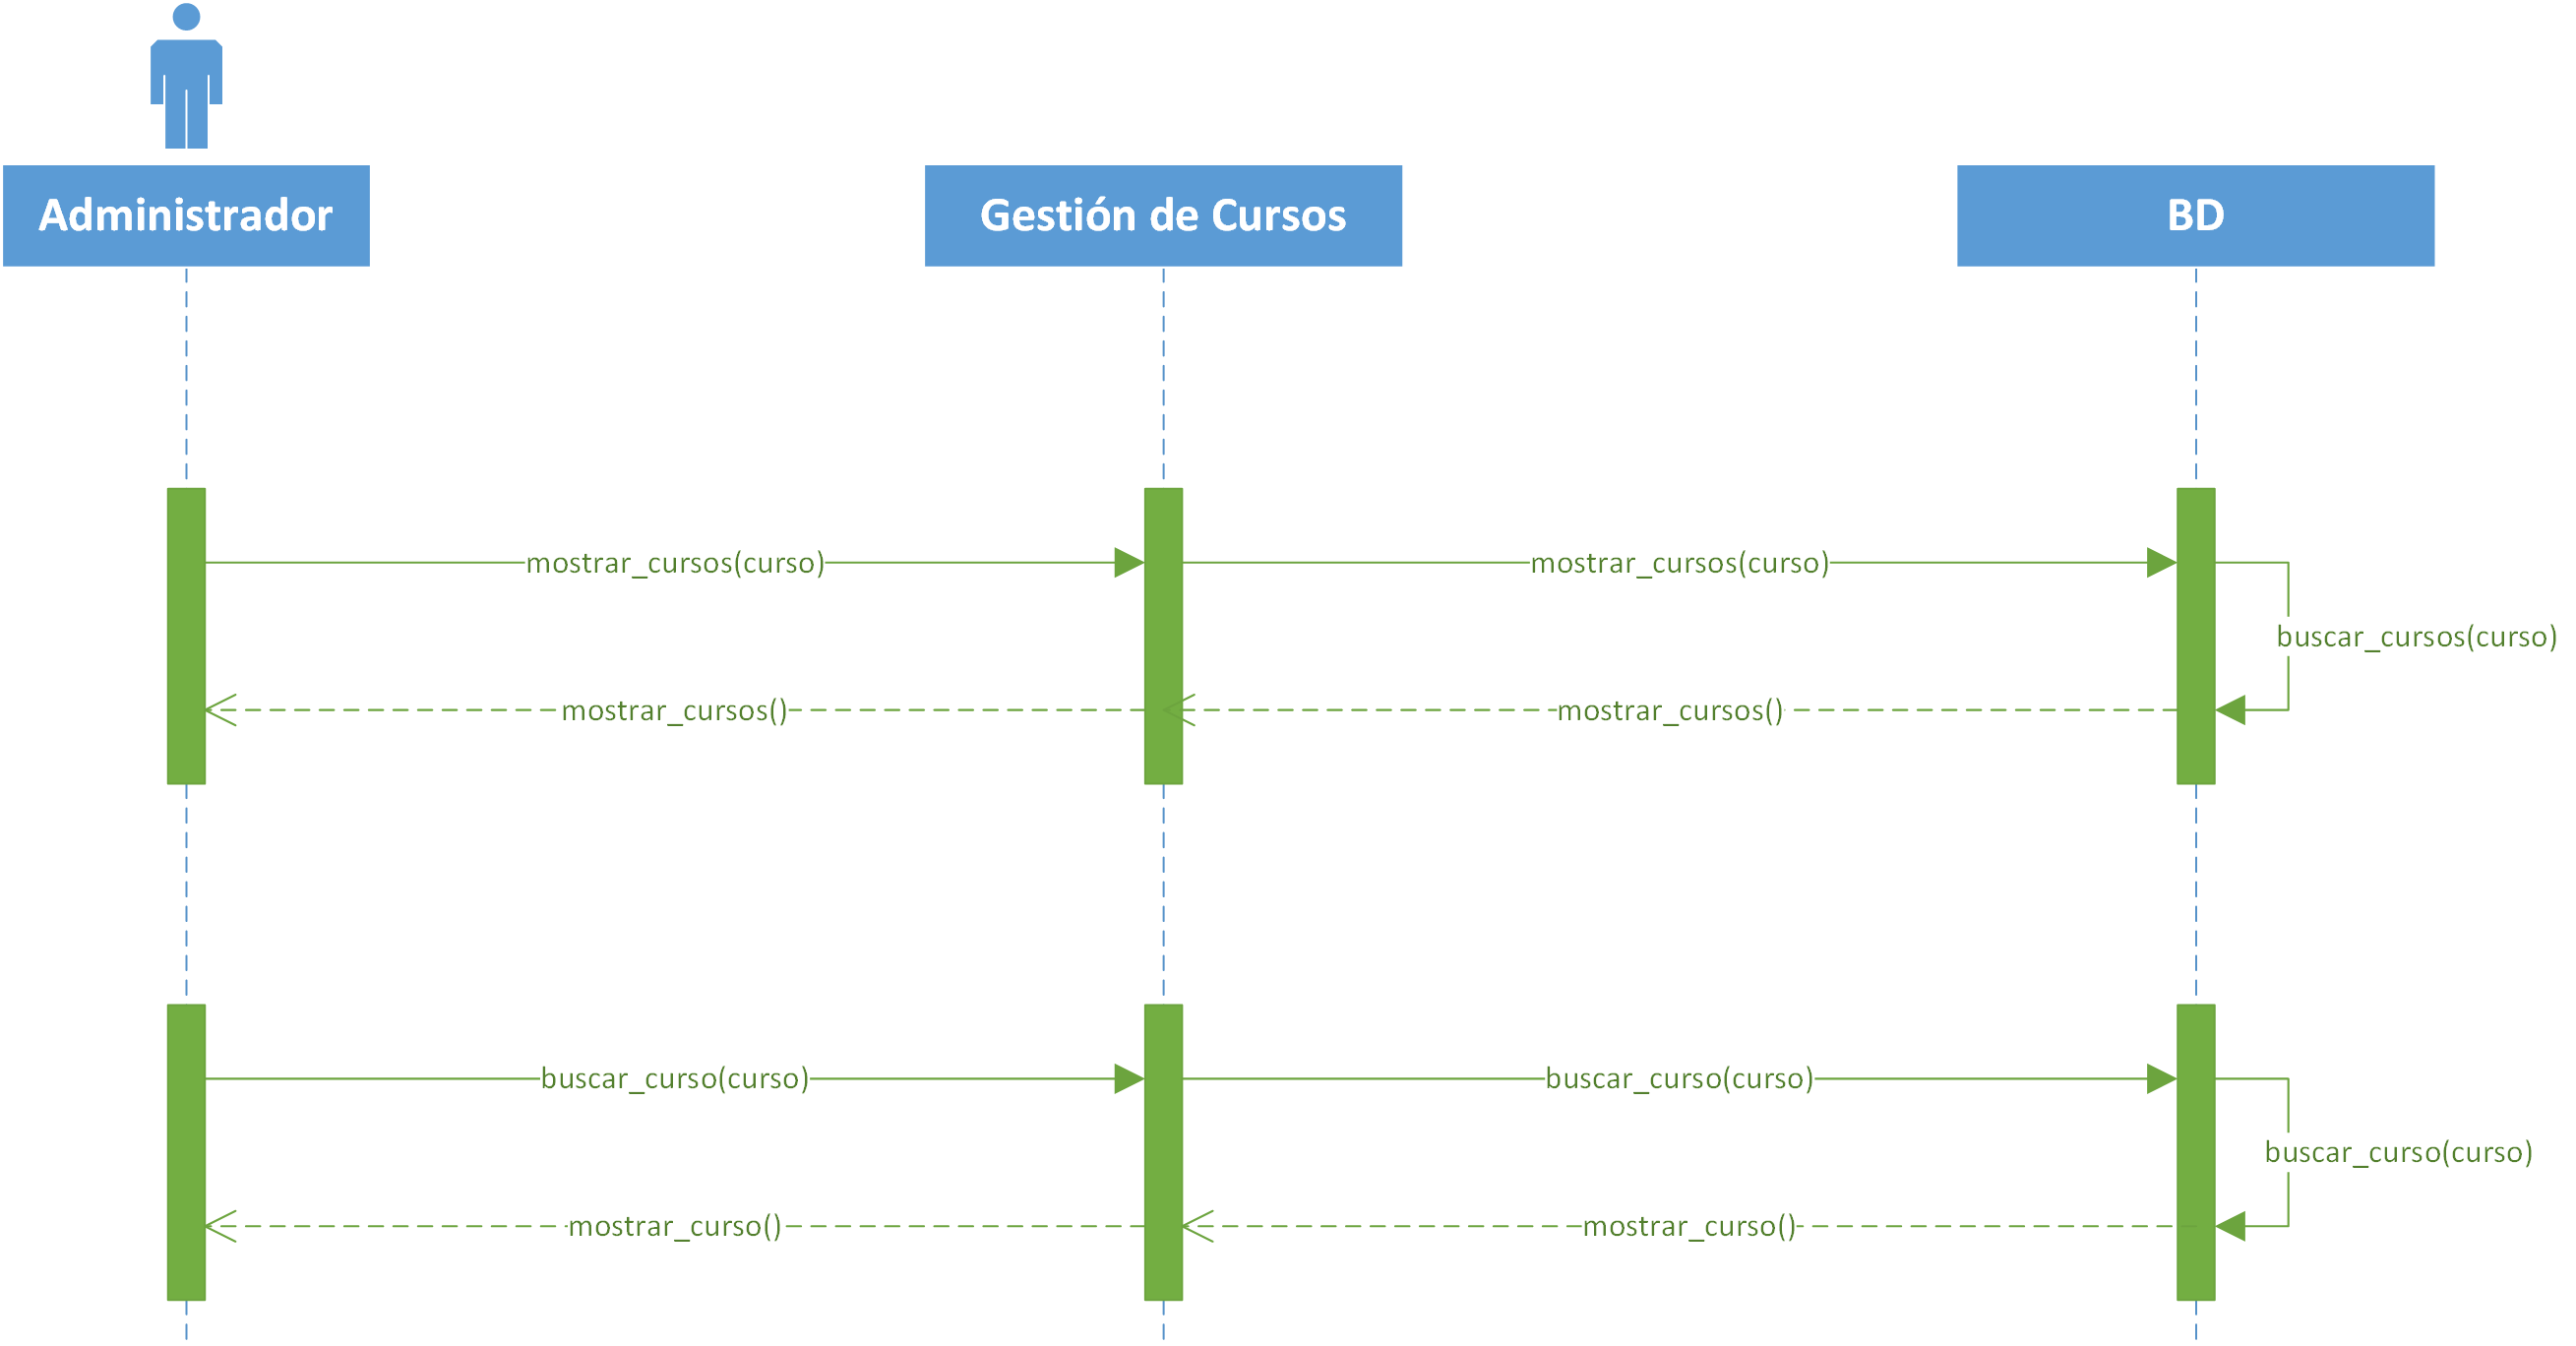 Administrador
Gestión de Cursos
BD
mostrar_cursos(curso)
mostrar_cursos(curso)
buscar_cursos(curso)
mostrar_cursos()
mostrar_cursos()
buscar_curso(curso)
buscar_curso(curso)
buscar_curso(curso)
mostrar_curso()
mostrar_curso()